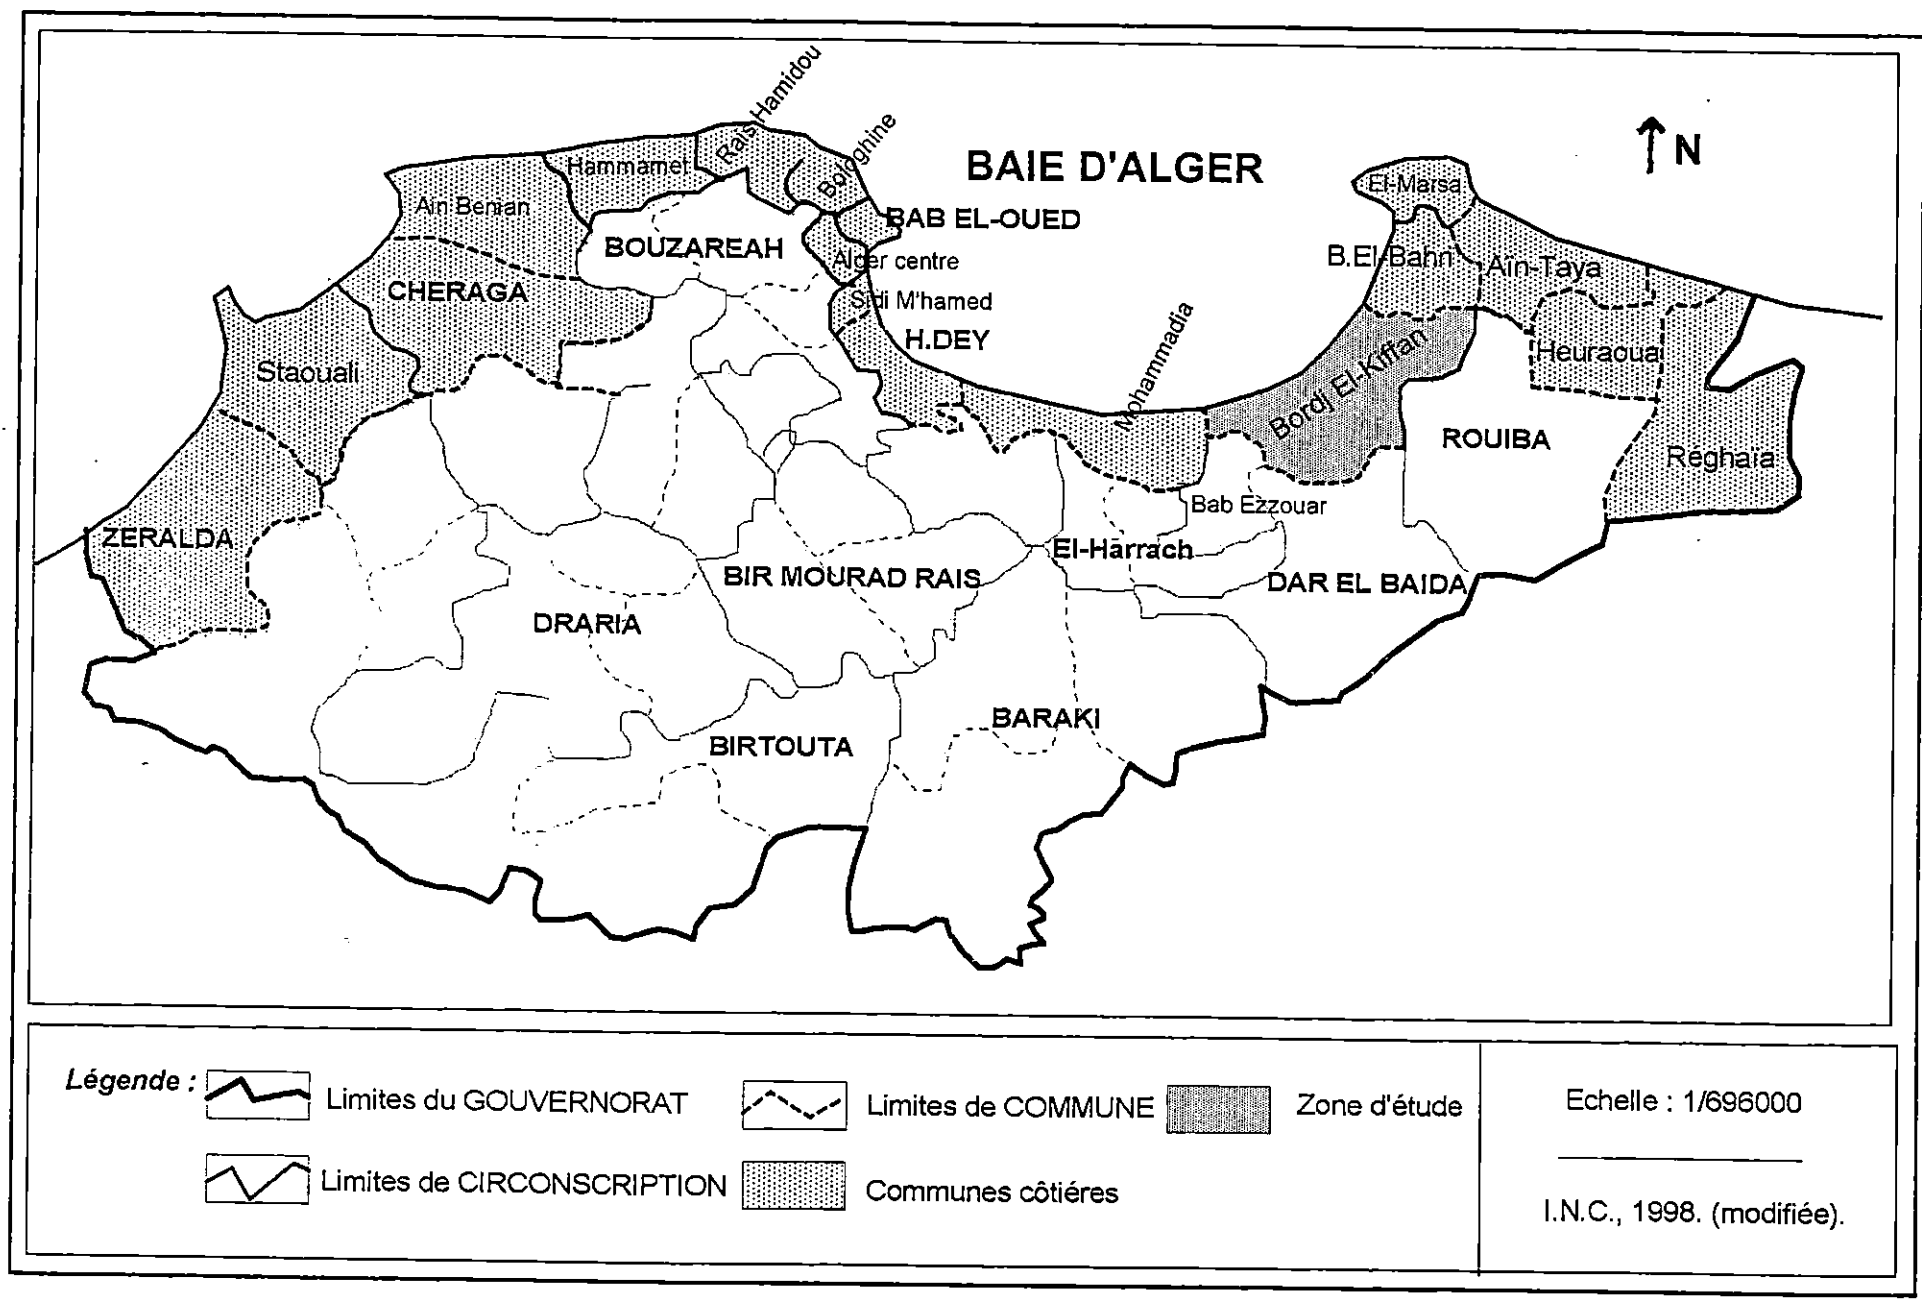 Raïs Hamidou
Bologhine
Hammamet
BAIE D'ALGER
N
El-Marsa
Ain Benian
BAB EL-OUED
BOUZAREAH
Alger centre
B.El-Bahri
Aïn-Taya
CHERAGA
Sidi M'hamed
H.DEY
Mohammadia
Heuraoua
Staouali
Bordj El-Kiffan
ROUIBA
Réghaïa
Bab Ezzouar
ZERALDA
El-Harrach
BIR MOURAD RAIS
DAR EL BAIDA
DRARIA
BARAKI
BIRTOUTA
Légende :
Limites du GOUVERNORAT
Limites de COMMUNE
Zone d'étude
Echelle : 1/696000
Limites de CIRCONSCRIPTION
Communes côtiéres
I.N.C., 1998. (modifiée).